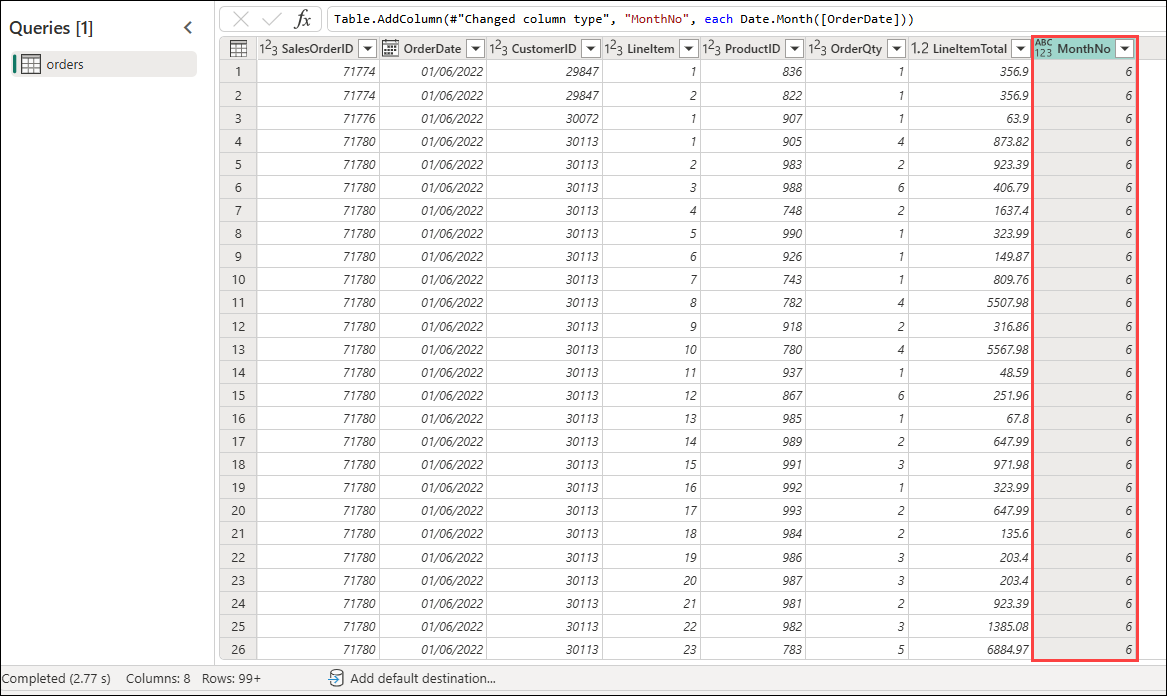 Queries [1]
orders
fx Table.AddColumn(#"Changed column type", "MonthNo", each Date.Month([OrderDate]))
123 SalesOrderID OrderDate 123 CustomerID 123 LineItem 123 ProductID 123 OrderQty 1.2 LineItemTotal ABC 123 MonthNo
1 71774 01/06/2022 29847 1 836 1 356.9 6
2 71774 01/06/2022 29847 2 822 1 356.9 6
3 71776 01/06/2022 30072 1 907 1 63.9 6
4 71780 01/06/2022 30113 1 905 4 873.82 6
5 71780 01/06/2022 30113 2 983 2 923.39 6
6 71780 01/06/2022 30113 3 988 6 406.79 6
7 71780 01/06/2022 30113 4 748 2 1637.4 6
8 71780 01/06/2022 30113 5 990 1 323.99 6
9 71780 01/06/2022 30113 6 926 1 149.87 6
10 71780 01/06/2022 30113 7 743 1 809.76 6
11 71780 01/06/2022 30113 8 782 4 5507.98 6
12 71780 01/06/2022 30113 9 918 2 316.86 6
13 71780 01/06/2022 30113 10 780 4 5567.98 6
14 71780 01/06/2022 30113 11 937 1 48.59 6
15 71780 01/06/2022 30113 12 867 6 251.96 6
16 71780 01/06/2022 30113 13 985 1 67.8 6
17 71780 01/06/2022 30113 14 989 2 647.99 6
18 71780 01/06/2022 30113 15 991 3 971.98 6
19 71780 01/06/2022 30113 16 992 1 323.99 6
20 71780 01/06/2022 30113 17 993 2 647.99 6
21 71780 01/06/2022 30113 18 984 2 135.6 6
22 71780 01/06/2022 30113 19 986 3 203.4 6
23 71780 01/06/2022 30113 20 987 3 203.4 6
24 71780 01/06/2022 30113 21 981 2 923.39 6
25 71780 01/06/2022 30113 22 982 3 1385.08 6
26 71780 01/06/2022 30113 23 783 5 6884.97 6
Completed (2.77 s) Columns: 8 Rows: 99+ Add default destination...